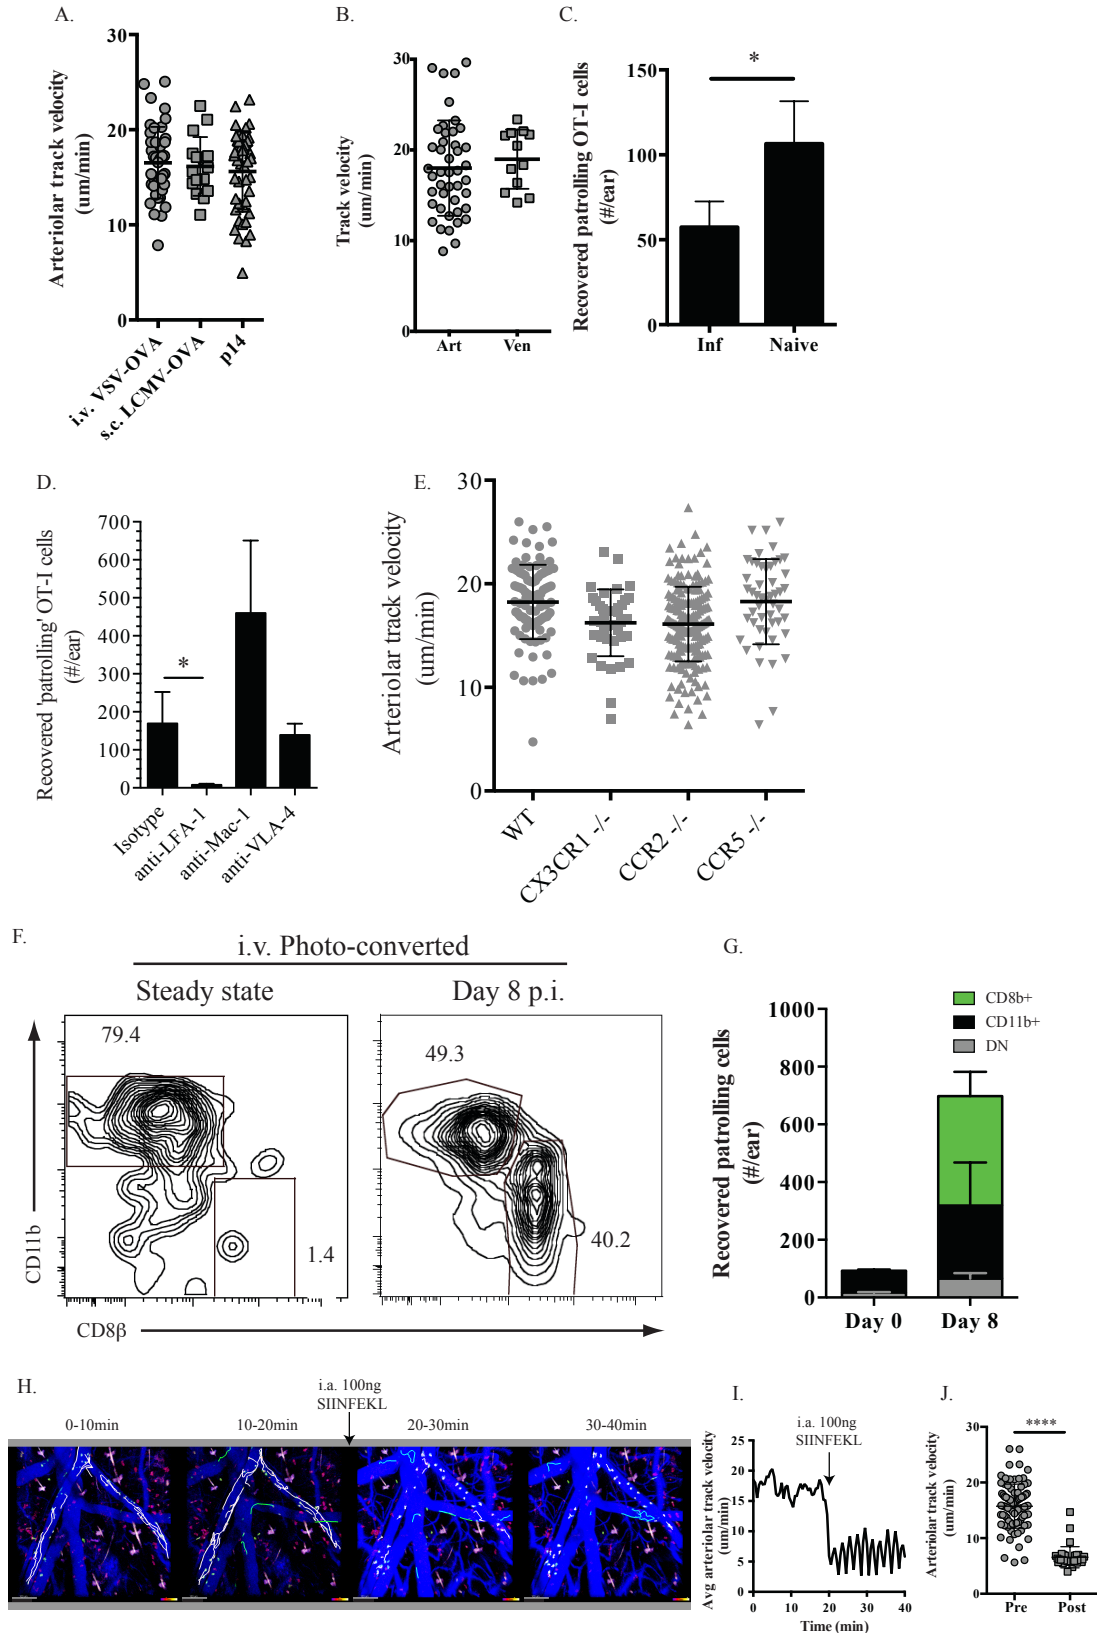 A.
Arteriolar track velocity
(um/min)
30
20
10
0
i.v. VSV-OVA
s.c. LCMV-OVA
p14
B.
Track velocity
(um/min)
30
20
10
0
Art Ven
C.
Recovered patrolling OT-I cells
(#/ear)
150
100
50
0
*
Inf Naive
D.
Recovered 'patrolling' OT-I cells
(#/ear)
700
600
500
400
300
200
100
0
*
Isotype
anti-LFA-1
anti-Mac-1
anti-VLA-4
E.
Arteriolar track velocity
(um/min)
30
20
10
0
WT
CX3CR1 -/-
CCR2 -/-
CCR5 -/-
F.
i.v. Photo-converted
Steady state Day 8 p.i.
79.4
1.4
49.3
40.2
CD11b
CD8β
G.
CD8b+
CD11b+
DN
Recovered patrolling cells
(#/ear)
1000
800
600
400
200
0
Day 0 Day 8
H.
i.a. 100ng
SIINFEKL
0-10min 10-20min 20-30min 30-40min
I.
i.a. 100ng
SIINFEKL
Avg arteriolar track velocity
(um/min)
25
20
15
10
5
0
0 10 20 30 40
Time (min)
J.
****
Arteriolar track velocity
(um/min)
30
20
10
0
Pre Post